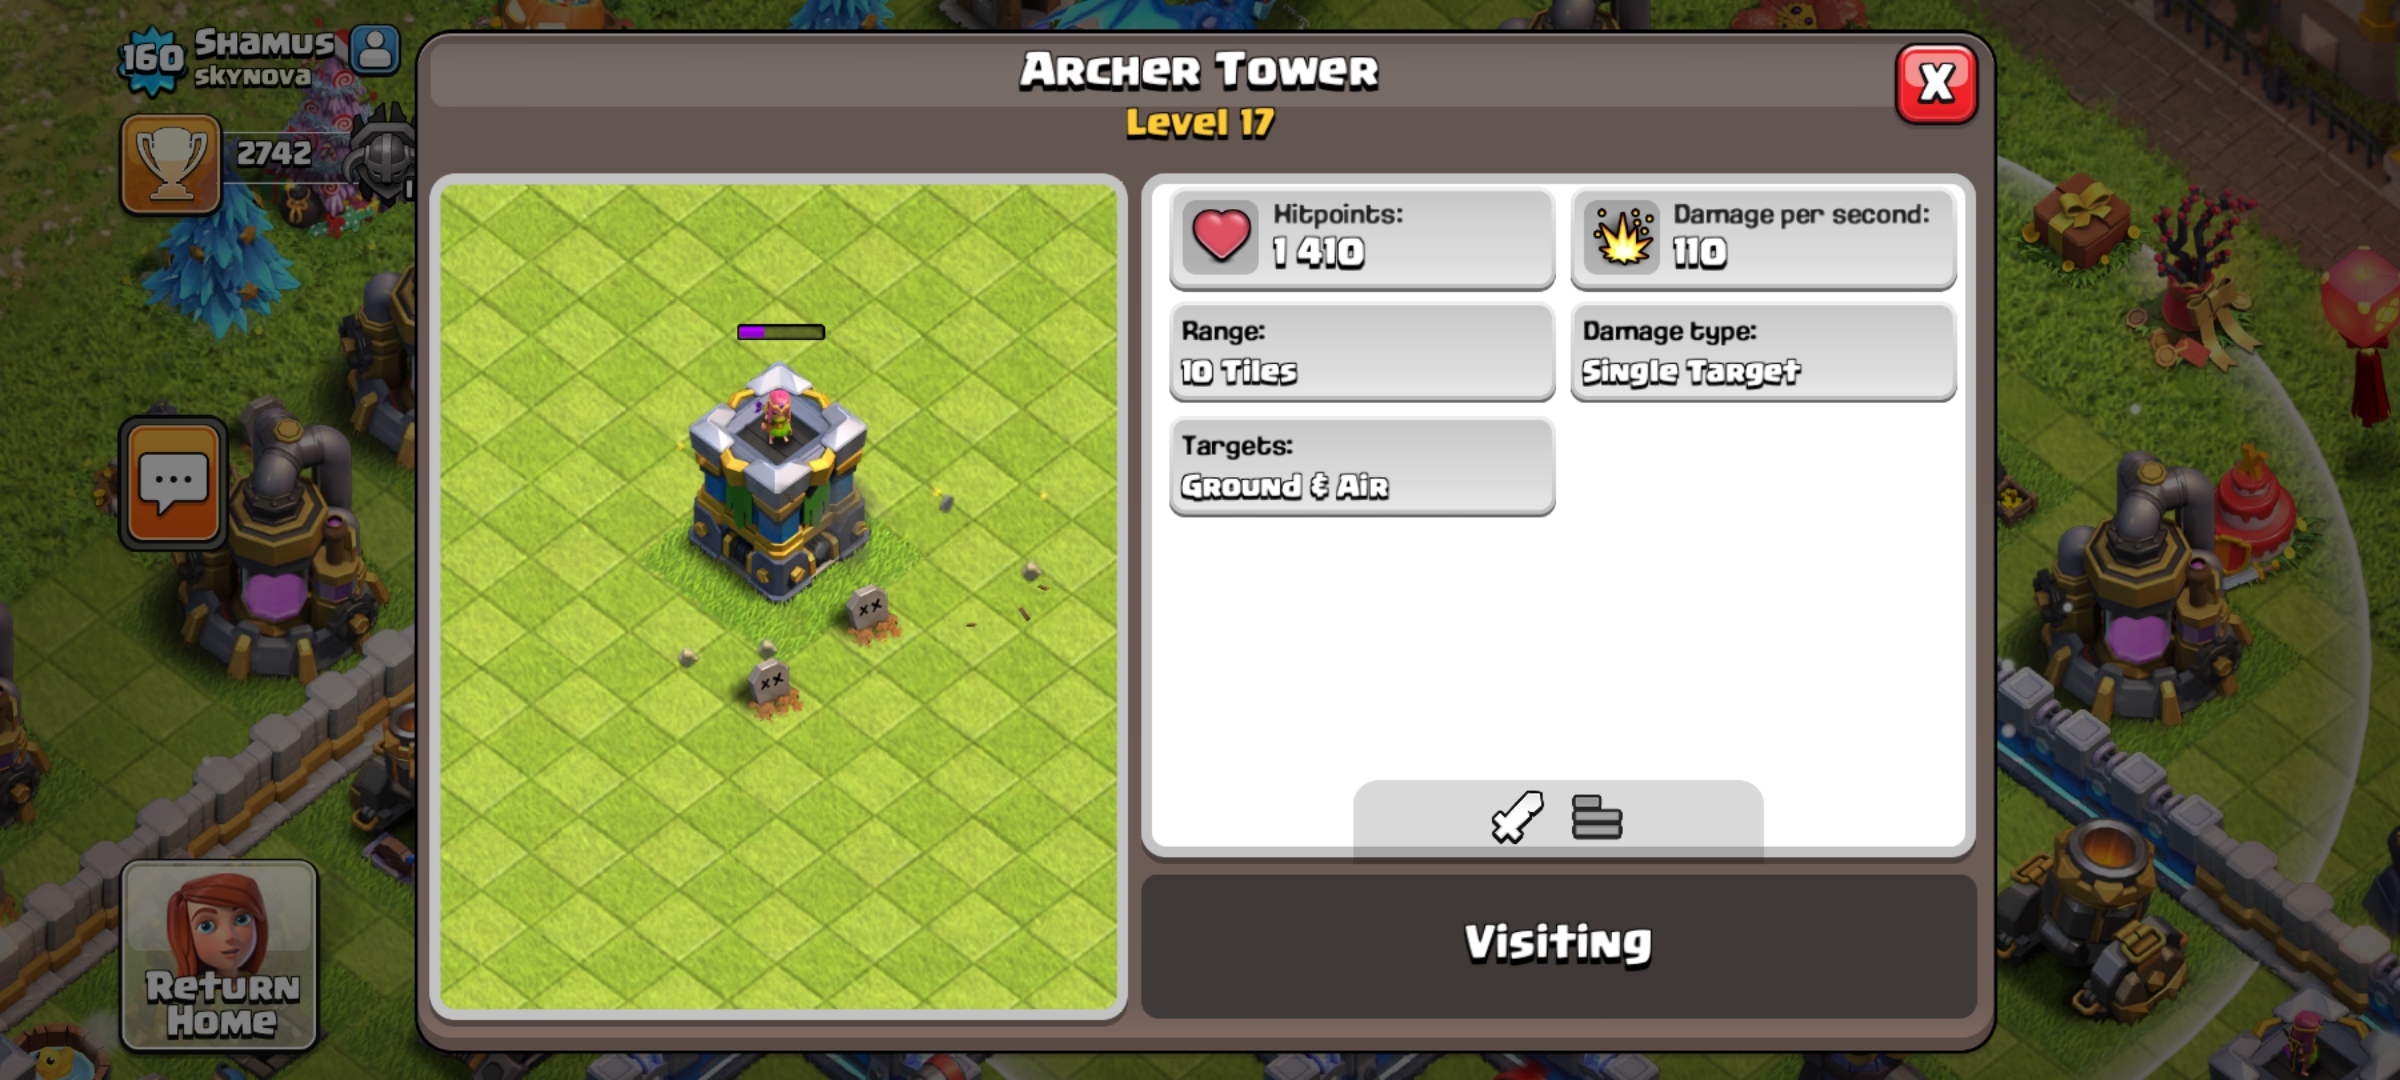 160
Shamus
skynova
2742
Archer Tower
Level 17
X
Hitpoints:
1 410
Damage per second:
110
Range:
10 Tiles
Damage type:
Single Target
Targets:
Ground & Air
Visiting
Return
Home